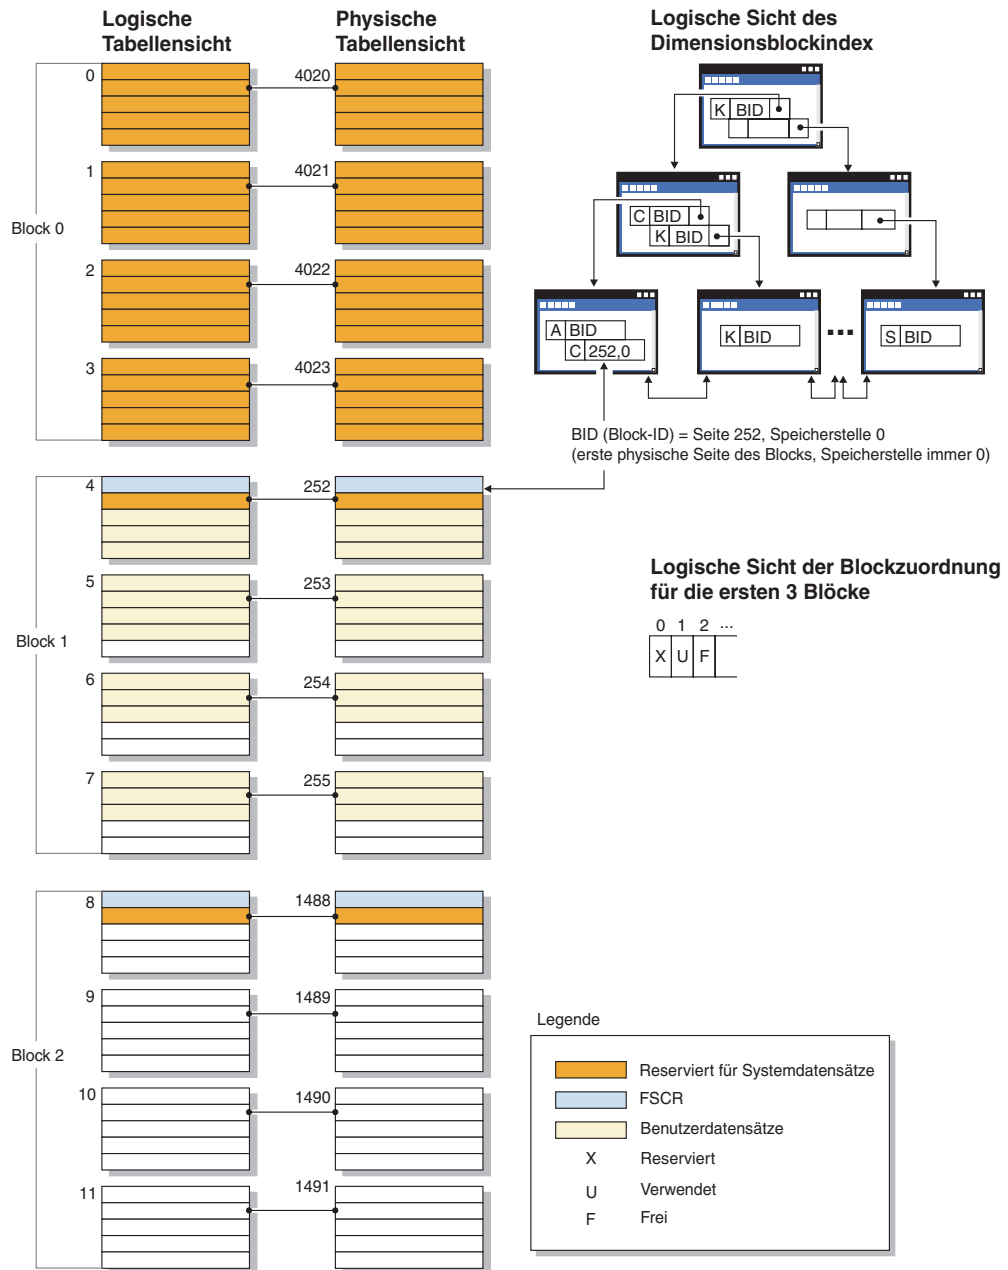 Logische
Tabellensicht
Physische
Tabellensicht
Logische Sicht des
Dimensionsblockindex
Block 0
0
4020
1
4021
2
4022
3
4023
K BID
C BID
K BID
A BID
C 252,0
K BID
S BID
BID (Block-ID) = Seite 252, Speicherstelle 0
(erste physische Seite des Blocks, Speicherstelle immer 0)
Block 1
4
252
5
253
6
254
7
255
Logische Sicht der Blockzuordnung
für die ersten 3 Blöcke
0 1 2 ...
X U F
Block 2
8
1488
9
1489
10
1490
11
1491
Legende
Reserviert für Systemdatensätze
FSCR
Benutzerdatensätze
X Reserviert
U Verwendet
F Frei